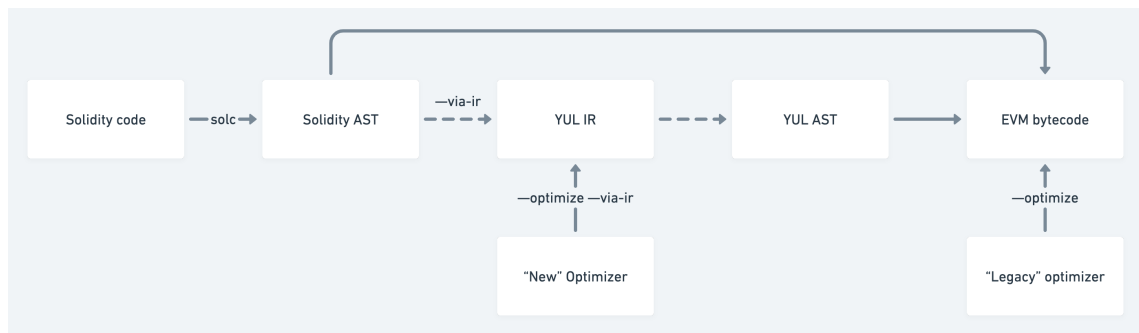 —via-ir
Solidity code
solc
Solidity AST
YUL IR
YUL AST
EVM bytecode
—optimize —via-ir
—optimize
“New” Optimizer
“Legacy” optimizer